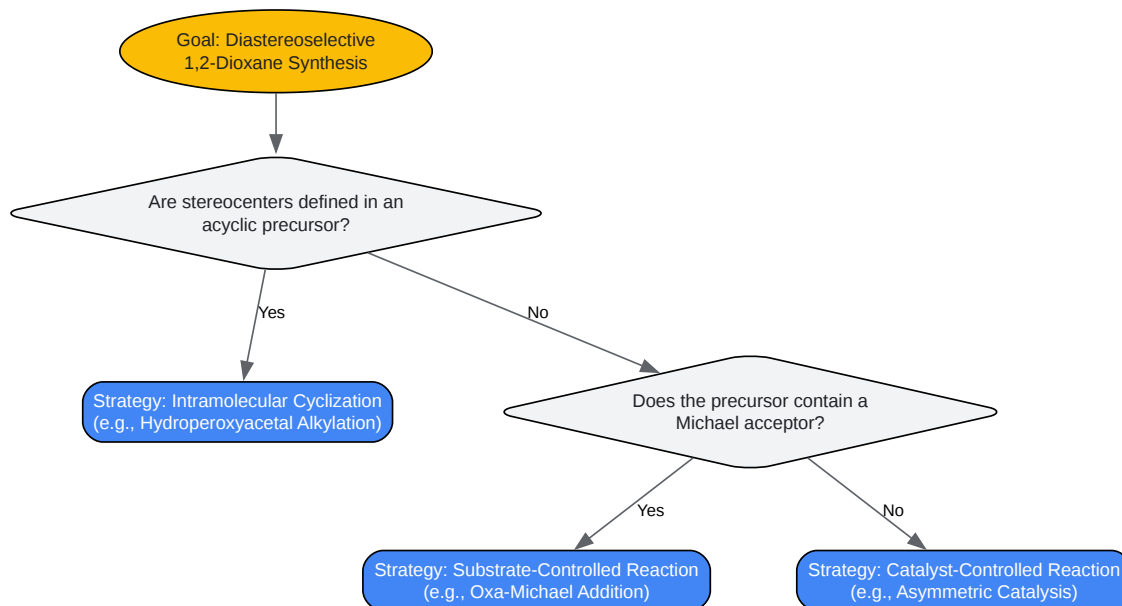 Goal: Diastereoselective
1,2-Dioxane Synthesis
Are stereocenters defined in an
acyclic precursor?
Yes
No
Strategy: Intramolecular Cyclization
(e.g., Hydroperoxyacetal Alkylation)
Does the precursor contain a
Michael acceptor?
Yes
No
Strategy: Substrate-Controlled Reaction
(e.g., Oxa-Michael Addition)
Strategy: Catalyst-Controlled Reaction
(e.g., Asymmetric Catalysis)